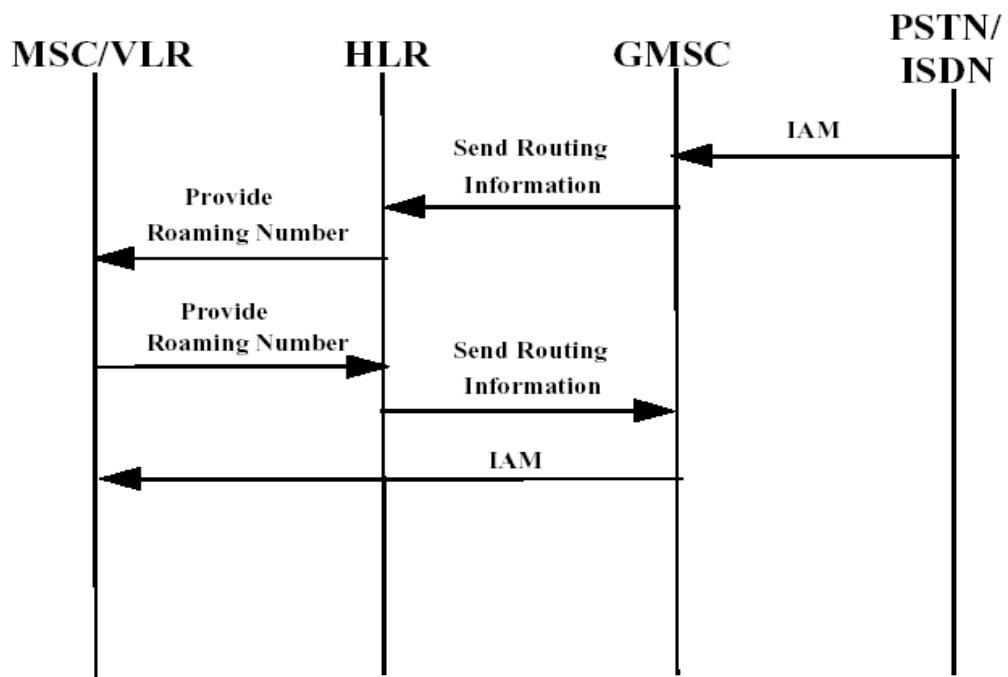 MSC/VLR
HLR
GMSC
PSTN/
ISDN
IAM
Send Routing
Information
Provide
Roaming Number
Provide
Roaming Number
Send Routing
Information
IAM